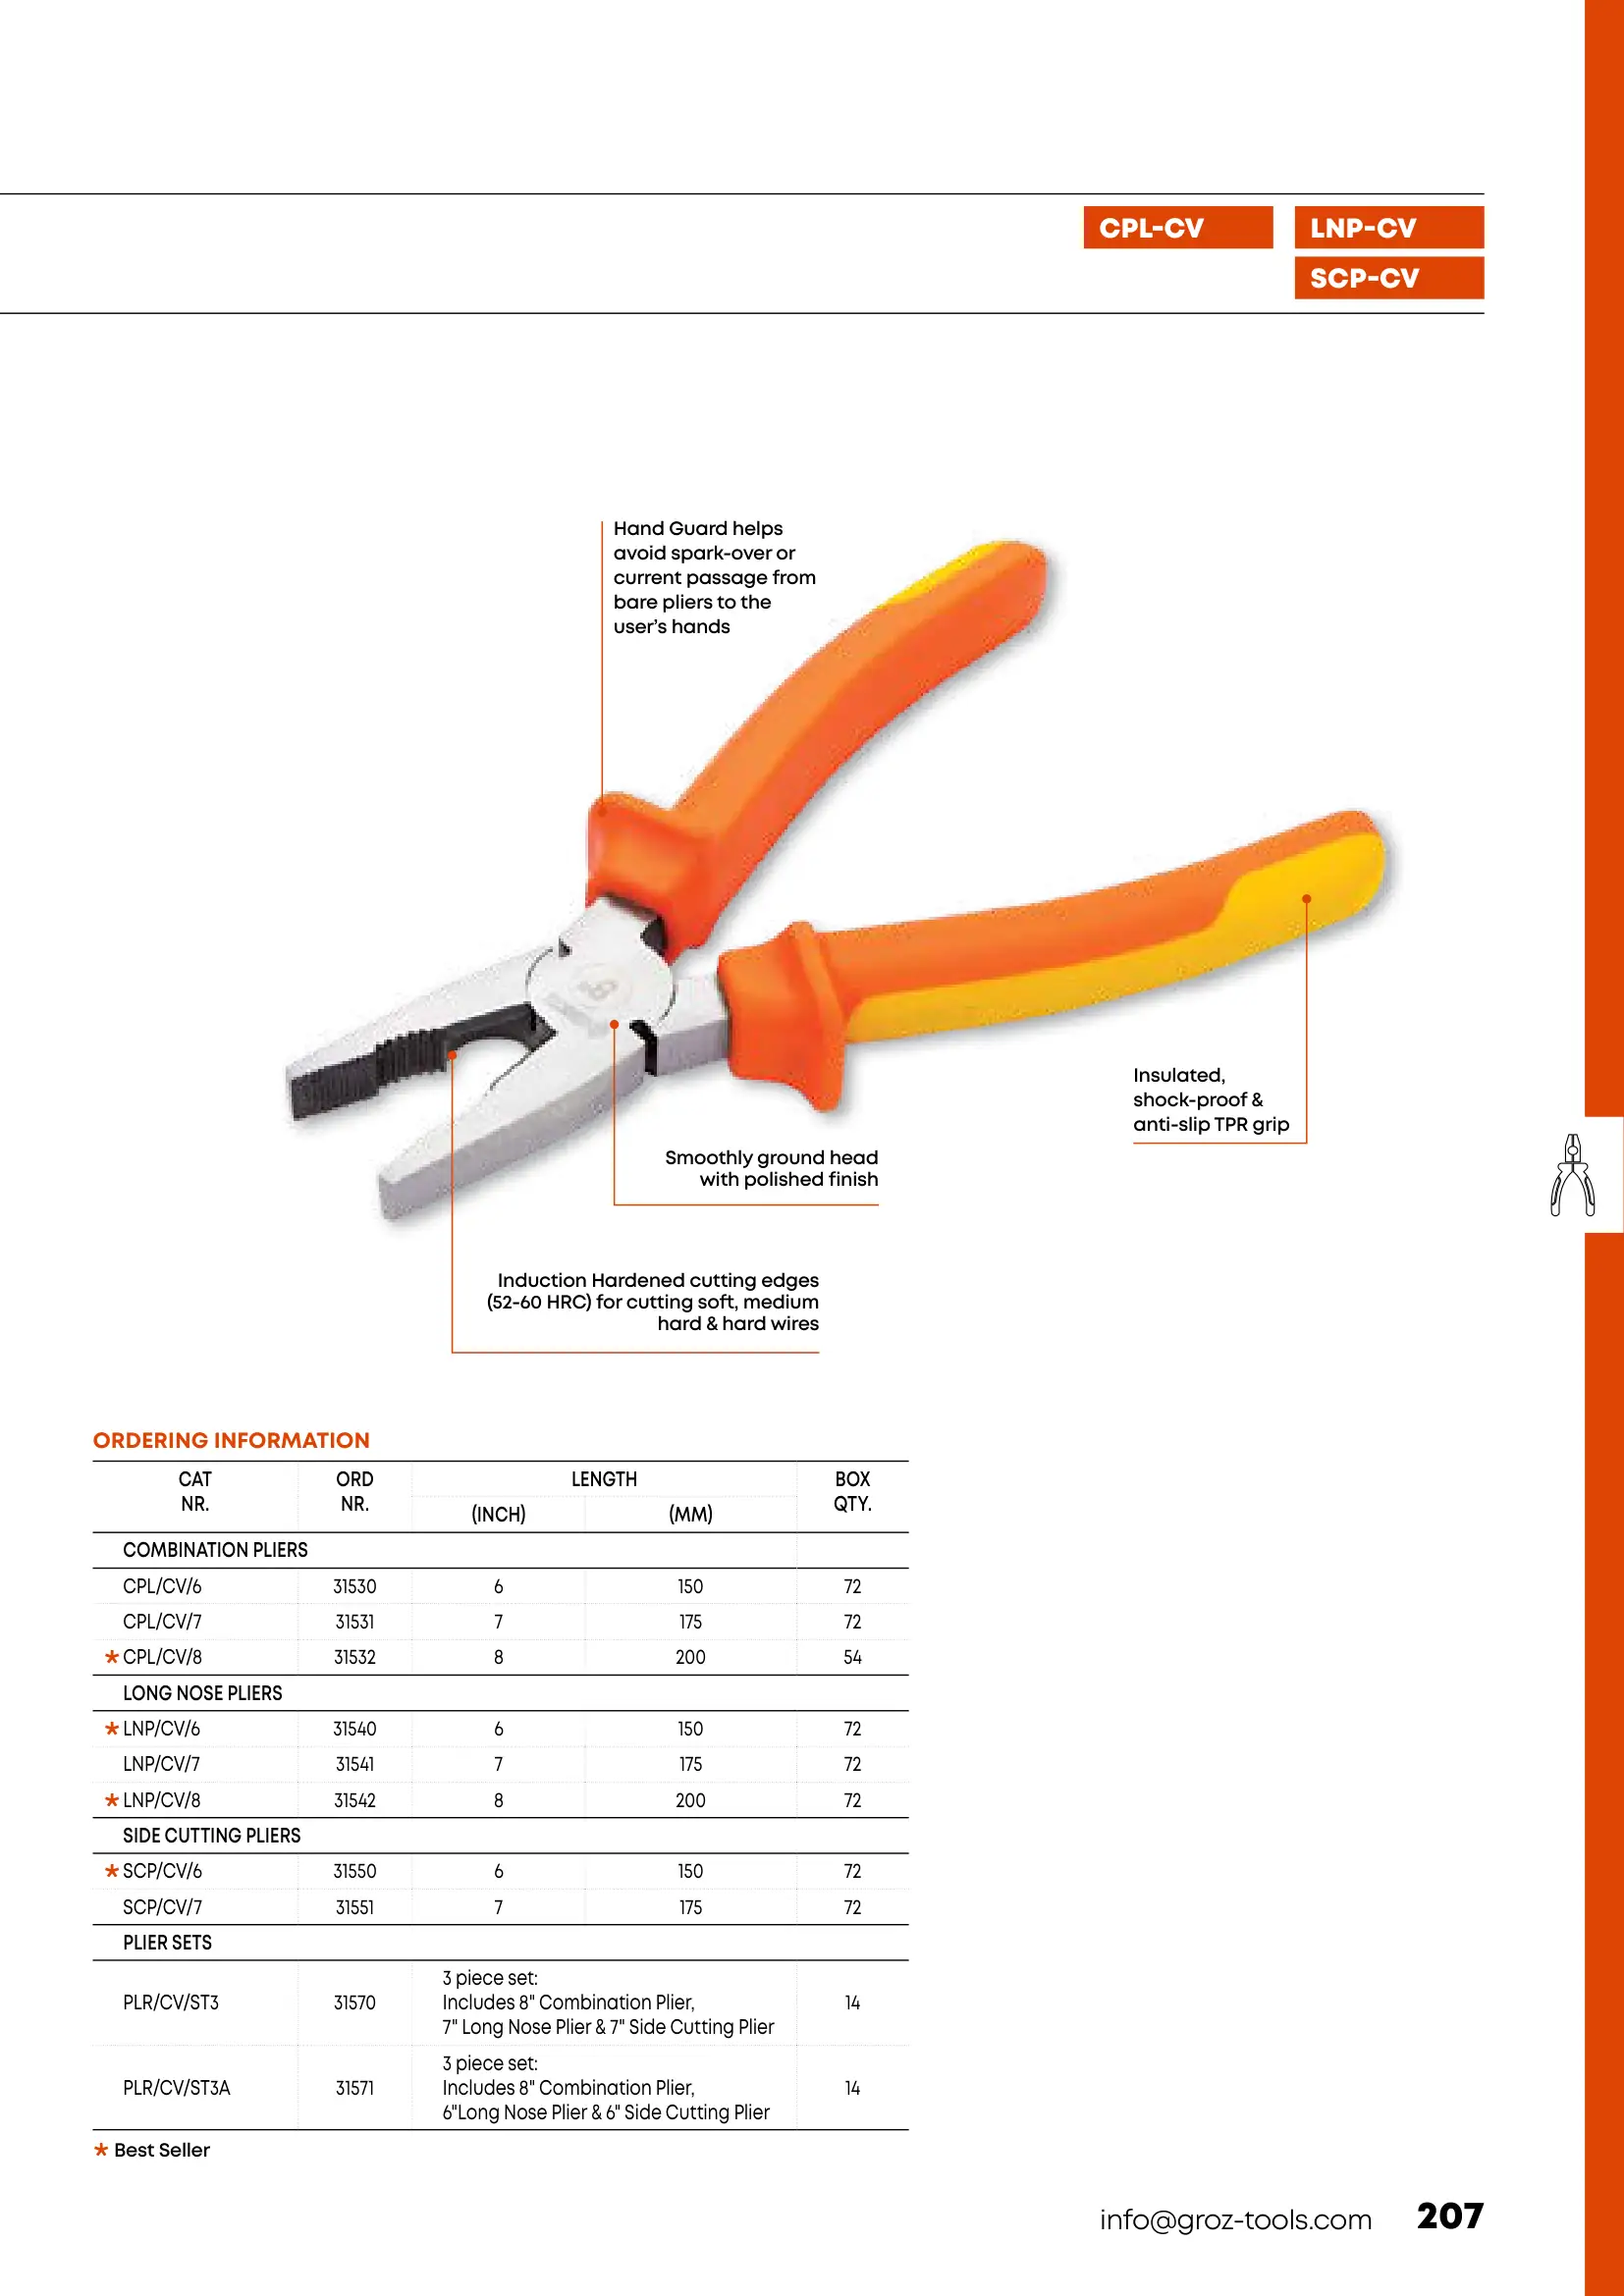 CPL-CV
LNP-CV
SCP-CV
Hand Guard helps
avoid spark-over or
current passage from
bare pliers to the
user's hands
Insulated,
shock-proof &
anti-slip TPR grip
Smoothly ground head
with polished finish
Induction Hardened cutting edges
(52-60 HRC) for cutting soft, medium
hard & hard wires
ORDERING INFORMATION
CAT NR. ORD NR. LENGTH BOX QTY.
(INCH) (MM)
COMBINATION PLIERS
CPL/CV/6 31530 6 150 72
CPL/CV/7 31531 7 175 72
* CPL/CV/8 31532 8 200 54
LONG NOSE PLIERS
* LNP/CV/6 31540 6 150 72
LNP/CV/7 31541 7 175 72
* LNP/CV/8 31542 8 200 72
SIDE CUTTING PLIERS
* SCP/CV/6 31550 6 150 72
SCP/CV/7 31551 7 175 72
PLIER SETS
3 piece set:
PLR/CV/ST3 31570 Includes 8" Combination Plier, 14
7" Long Nose Plier & 7" Side Cutting Plier
3 piece set:
PLR/CV/ST3A 31571 Includes 8" Combination Plier, 14
6"Long Nose Plier & 6" Side Cutting Plier
* Best Seller
info@groz-tools.com 207